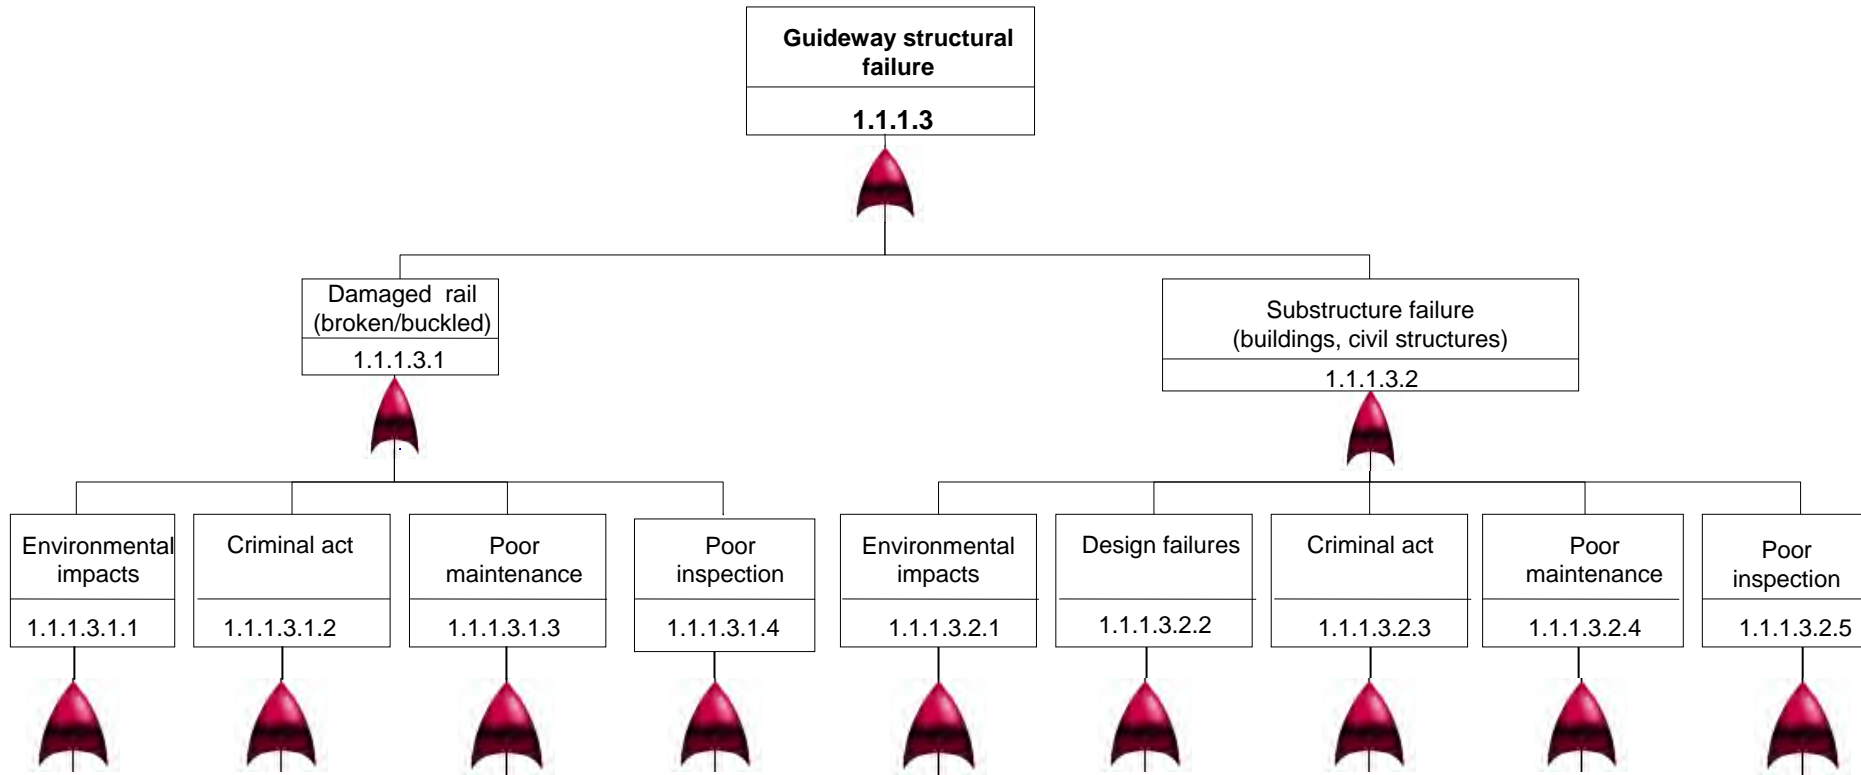 Guideway structural
failure
1.1.1.3
Damaged rail
(broken/buckled)
1.1.1.3.1
Substructure failure
(buildings, civil structures)
1.1.1.3.2
Environmental
impacts
1.1.1.3.1.1
Criminal act
1.1.1.3.1.2
Poor
maintenance
1.1.1.3.1.3
Poor
inspection
1.1.1.3.1.4
Environmental
impacts
1.1.1.3.2.1
Design failures
1.1.1.3.2.2
Criminal act
1.1.1.3.2.3
Poor
maintenance
1.1.1.3.2.4
Poor
inspection
1.1.1.3.2.5